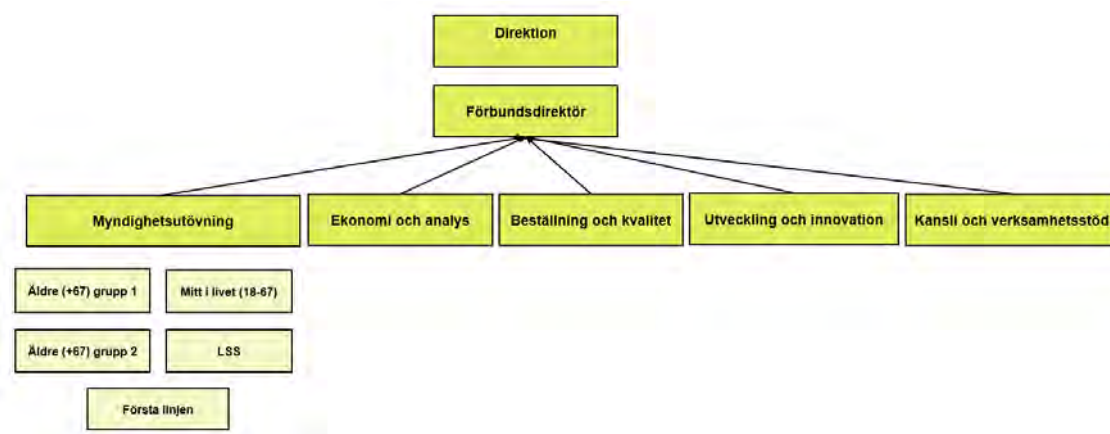 Direktion
Förbundsdirektör
Myndighetsutövning
Ekonomi och analys
Beställning och kvalitet
Utveckling och innovation
Kansli och verksamhetsstöd
Äldre (+67) grupp 1
Mitt i livet (18-67)
Äldre (+67) grupp 2
LSS
Första linjen